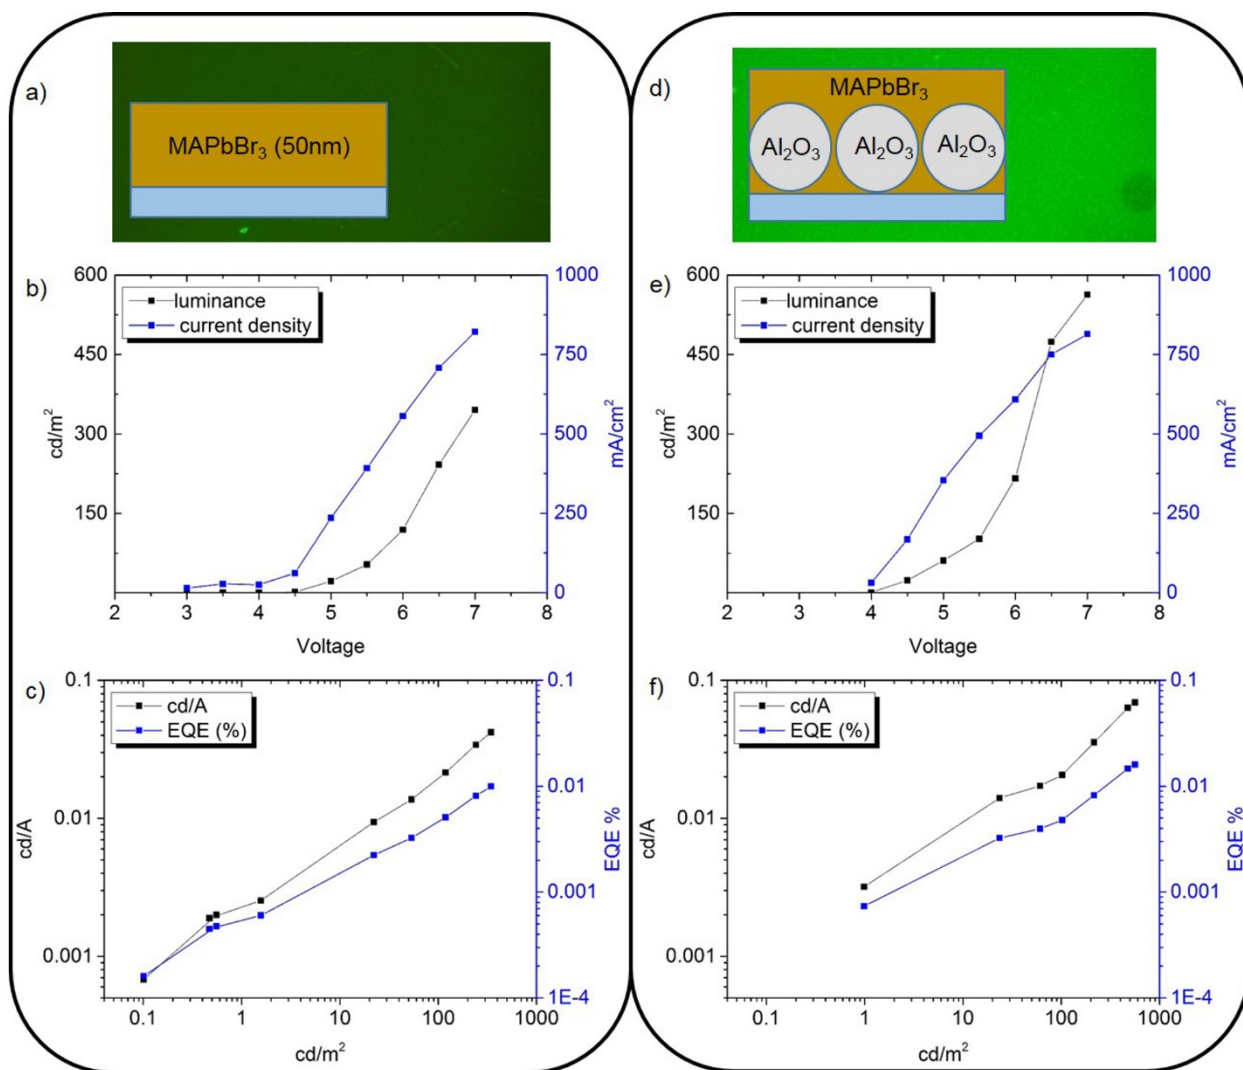 a)
MAPbBr₃ (50nm)
b)
luminance
current density
600
450
300
150
cd/m²
1000
750
500
250
0
mA/cm²
2 3 4 5 6 7 8
Voltage
c)
cd/A
EQE (%)
0.1
0.01
0.001
cd/A
0.1
0.01
0.001
1E-4
EQE %
0.1 1 10 100 1000
cd/m²
d)
MAPbBr₃
Al₂O₃ Al₂O₃ Al₂O₃
e)
luminance
current density
600
450
300
150
cd/m²
1000
750
500
250
0
mA/cm²
2 3 4 5 6 7 8
Voltage
f)
cd/A
EQE (%)
0.1
0.01
0.001
cd/A
0.1
0.01
0.001
1E-4
EQE %
0.1 1 10 100 1000
cd/m²